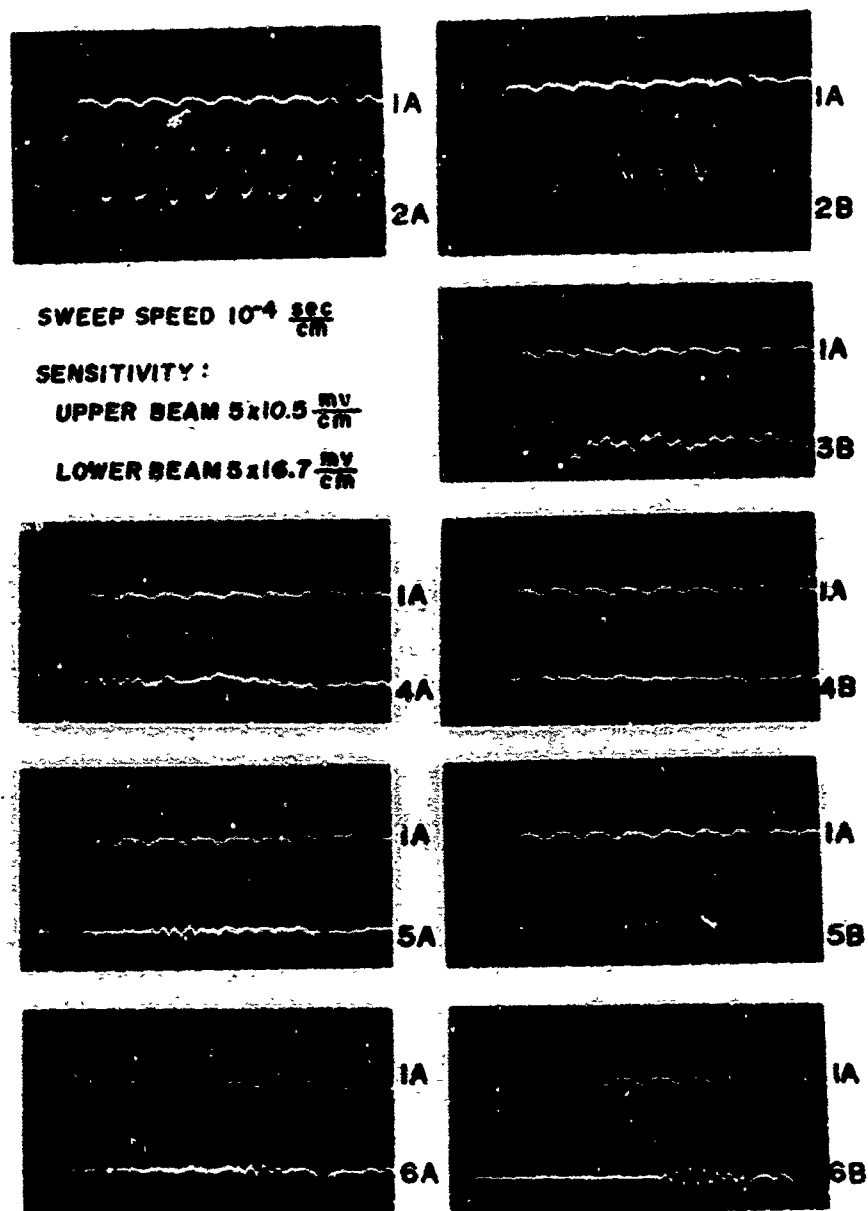 1A
1A
2A
2B
SWEEP SPEED 10⁻⁴ sec/cm
SENSITIVITY:
UPPER BEAM 5x10.5 mv/cm
LOWER BEAM 5x16.7 mv/cm
1A
3B
1A
1A
4A
4B
1A
1A
5A
5B
1A
1A
6A
6B